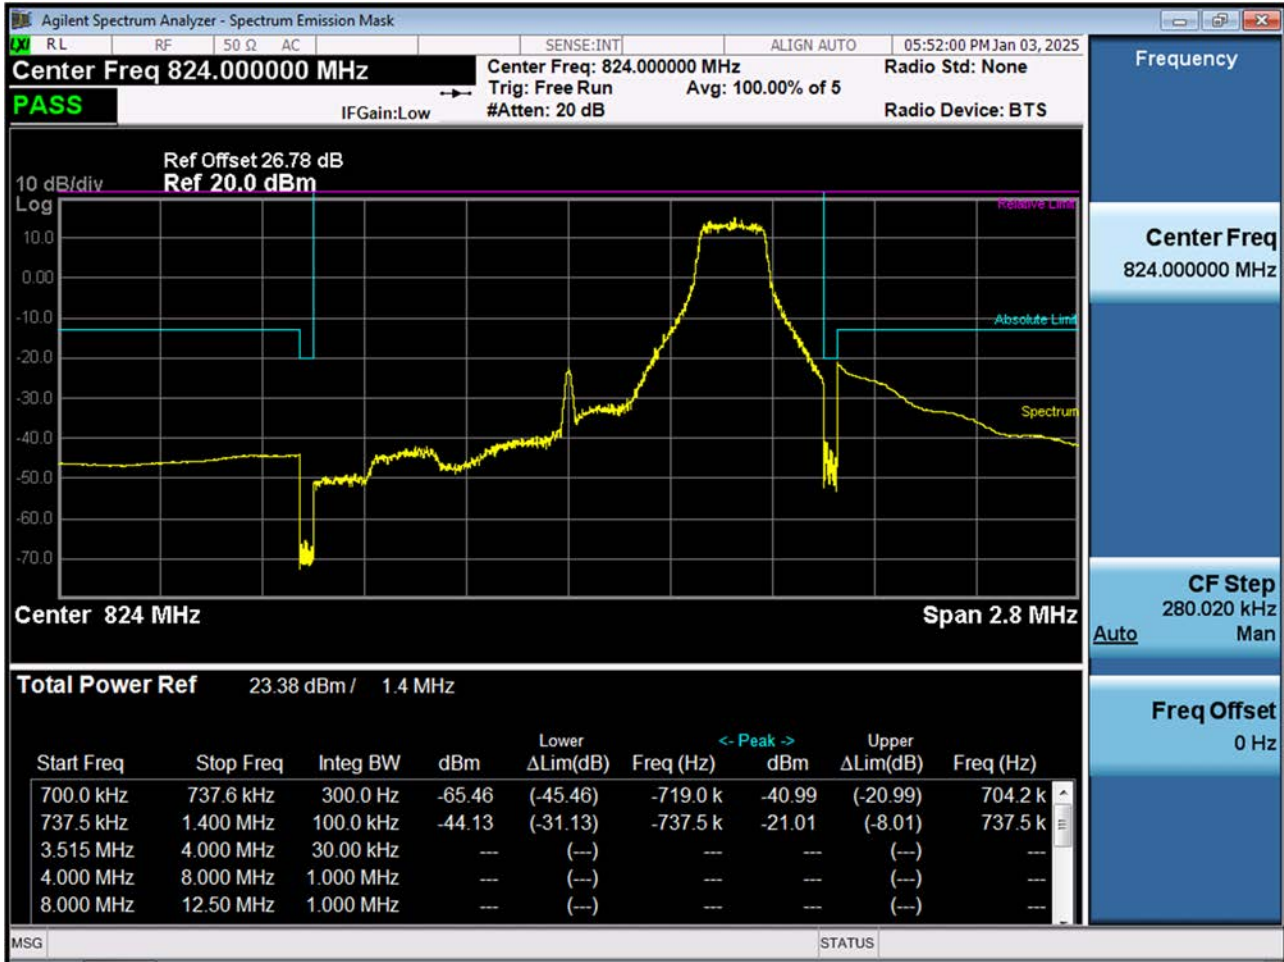 Agilent Spectrum Analyzer - Spectrum Emission Mask
LXI RL RF 50 Ω AC SENSE:INT ALIGN AUTO 05:52:00 PM Jan 03, 2025
Center Freq 824.000000 MHz
PASS
IFGain:Low
Center Freq: 824.000000 MHz
Trig: Free Run Avg: 100.00% of 5
#Atten: 20 dB
Radio Std: None
Radio Device: BTS
Ref Offset 26.78 dB
10 dB/div Ref 20.0 dBm
Log
Relative Limit
10.0
0.00
-10.0
Absolute Limit
-20.0
-30.0
Spectrum
-40.0
-50.0
-60.0
-70.0
Center 824 MHz Span 2.8 MHz
Total Power Ref 23.38 dBm / 1.4 MHz
Lower <- Peak -> Upper
Start Freq Stop Freq Integ BW dBm ΔLim(dB) Freq (Hz) dBm ΔLim(dB) Freq (Hz)
700.0 kHz 737.6 kHz 300.0 Hz -65.46 (-45.46) -719.0 k -40.99 (-20.99) 704.2 k
737.5 kHz 1.400 MHz 100.0 kHz -44.13 (-31.13) -737.5 k -21.01 (-8.01) 737.5 k
3.515 MHz 4.000 MHz 30.00 kHz --- (---) --- --- (---) ---
4.000 MHz 8.000 MHz 1.000 MHz --- (---) --- --- (---) ---
8.000 MHz 12.50 MHz 1.000 MHz --- (---) --- --- (---) ---
MSG STATUS
Frequency
Center Freq
824.000000 MHz
CF Step
280.020 kHz
Auto Man
Freq Offset
0 Hz